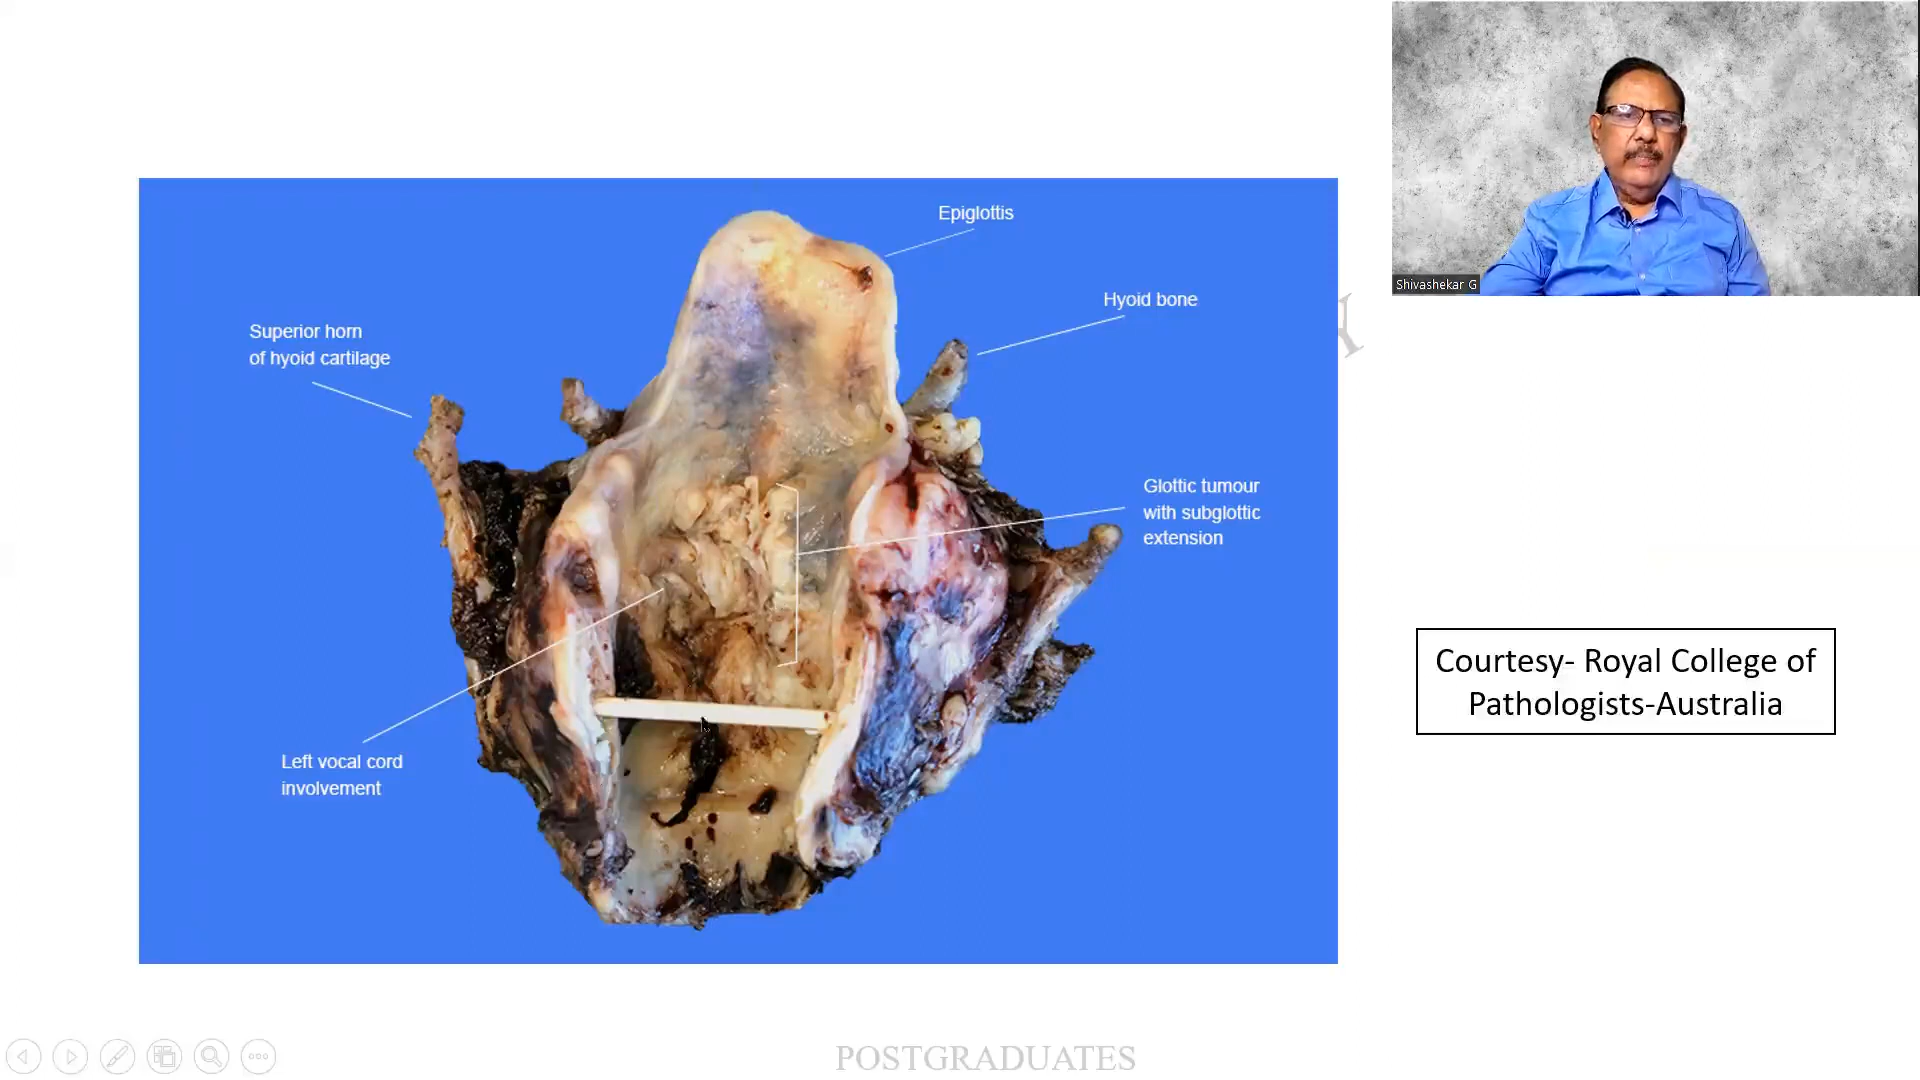 Epiglottis
Hyoid bone
Superior horn
of hyoid cartilage
Glottic tumour
with subglottic
extension
Left vocal cord
involvement
Shivashekar G
Y
Courtesy- Royal College of
Pathologists-Australia
POSTGRADUATES